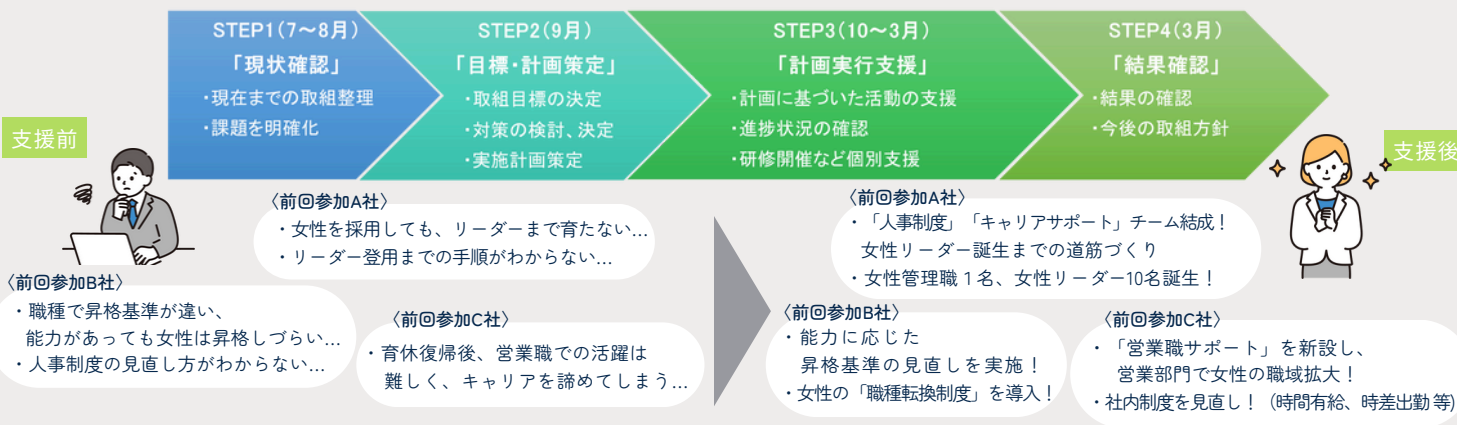 STEP1(7～8月)
「現状確認」
・現在までの取組整理
・課題を明確化
STEP2(9月)
「目標・計画策定」
・取組目標の決定
・対策の検討、決定
・実施計画策定
STEP3(10～3月)
「計画実行支援」
・計画に基づいた活動の支援
・進捗状況の確認
・研修開催など個別支援
STEP4(3月)
「結果確認」
・結果の確認
・今後の取組方針
支援前
〈前回参加A社〉
・女性を採用しても、リーダーまで育たない…
・リーダー登用までの手順がわからない…
〈前回参加B社〉
・職種で昇格基準が違い、
能力があっても女性は昇格しづらい…
・人事制度の見直し方がわからない…
〈前回参加C社〉
・育休復帰後、営業職での活躍は
難しく、キャリアを諦めてしまう…
支援後
〈前回参加A社〉
・「人事制度」「キャリアサポート」チーム結成！
女性リーダー誕生までの道筋づくり
・女性管理職１名、女性リーダー10名誕生！
〈前回参加B社〉
・能力に応じた
昇格基準の見直しを実施！
・女性の「職種転換制度」を導入！
〈前回参加C社〉
・「営業職サポート」を新設し、
営業部門で女性の職域拡大！
・社内制度を見直し！（時間有給、時差出勤 等)